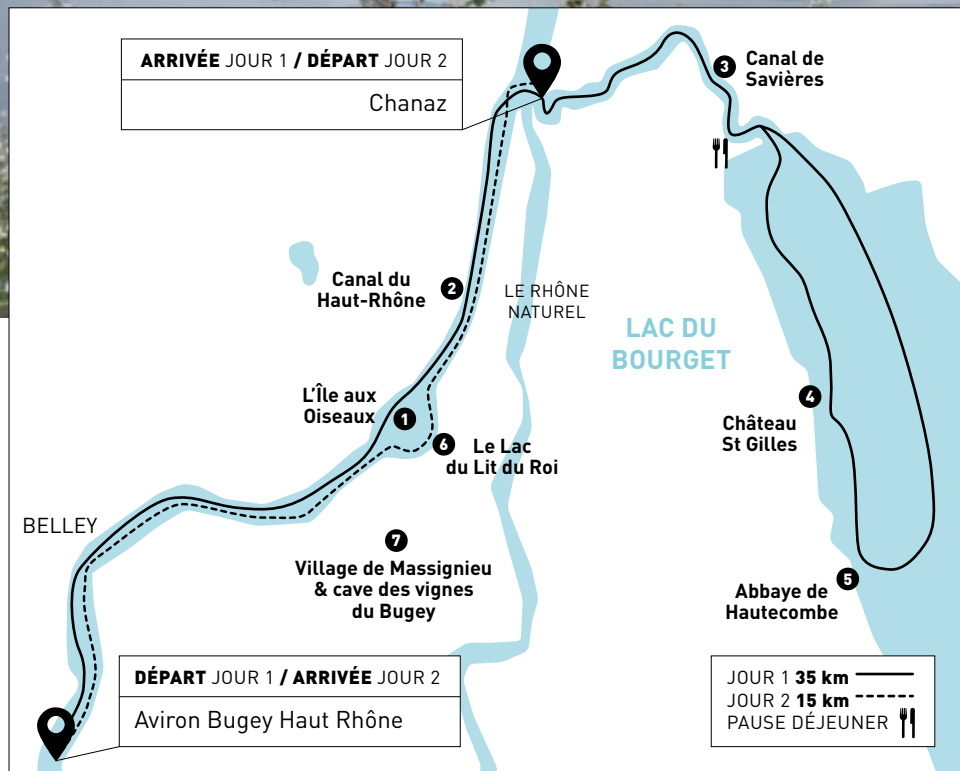 ARRIVÉE JOUR 1 / DÉPART JOUR 2
Chanaz
3
Canal de
Savières
Canal du
Haut-Rhône
2
LE RHÔNE
NATUREL
LAC DU
BOURGET
L’Île aux
Oiseaux
1
6
Le Lac
du Lit du Roi
4
Château
St Gilles
BELLEY
7
Village de Massignieu
& cave des vignes
du Bugey
5
Abbaye de
Hautecombe
DÉPART JOUR 1 / ARRIVÉE JOUR 2
Aviron Bugey Haut Rhône
JOUR 1 35 km
JOUR 2 15 km
PAUSE DÉJEUNER